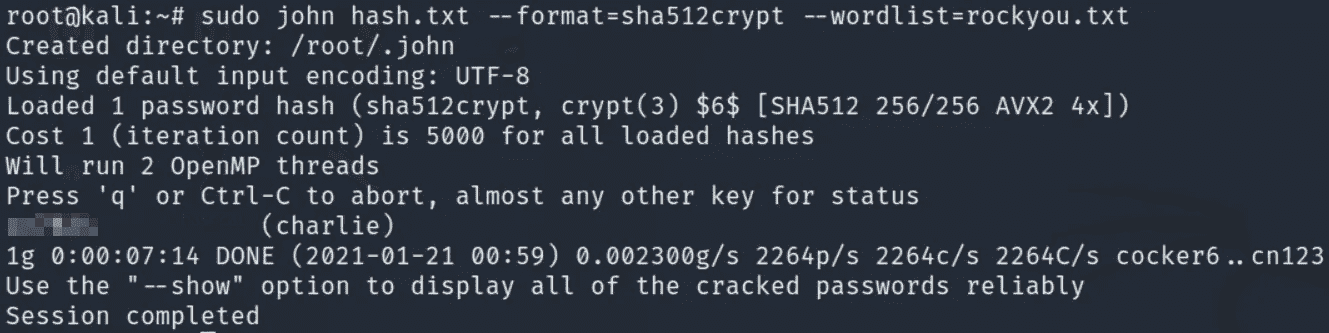 root@kali:~# sudo john hash.txt --format=sha512crypt --wordlist=rockyou.txt
Created directory: /root/.john
Using default input encoding: UTF-8
Loaded 1 password hash (sha512crypt, crypt(3) $6$ [SHA512 256/256 AVX2 4x])
Cost 1 (iteration count) is 5000 for all loaded hashes
Will run 2 OpenMP threads
Press 'q' or Ctrl-C to abort, almost any other key for status
(charlie)
1g 0:00:07:14 DONE (2021-01-21 00:59) 0.002300g/s 2264p/s 2264c/s 2264C/s cocker6..cn123
Use the "--show" option to display all of the cracked passwords reliably
Session completed